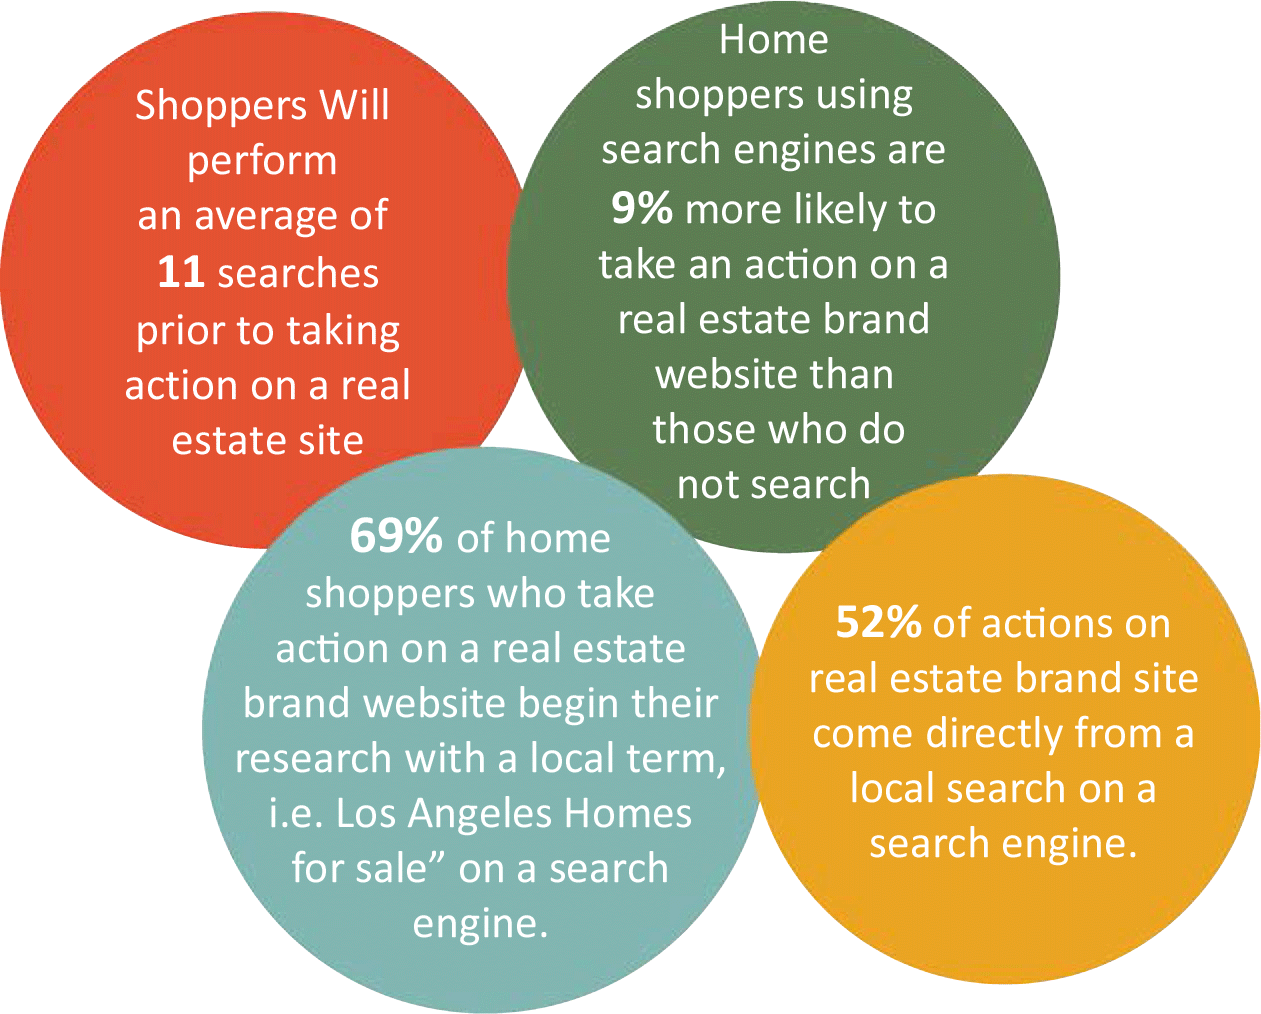 Shoppers Will
perform
an average of
11 searches
prior to taking
action on a real
estate site
Home
shoppers using
search engines are
9% more likely to
take an action on a
real estate brand
website than
those who do
not search
69% of home
shoppers who take
action on a real estate
brand website begin their
research with a local term,
i.e. Los Angeles Homes
for sale” on a search
engine.
52% of actions on
real estate brand site
come directly from a
local search on a
search engine.